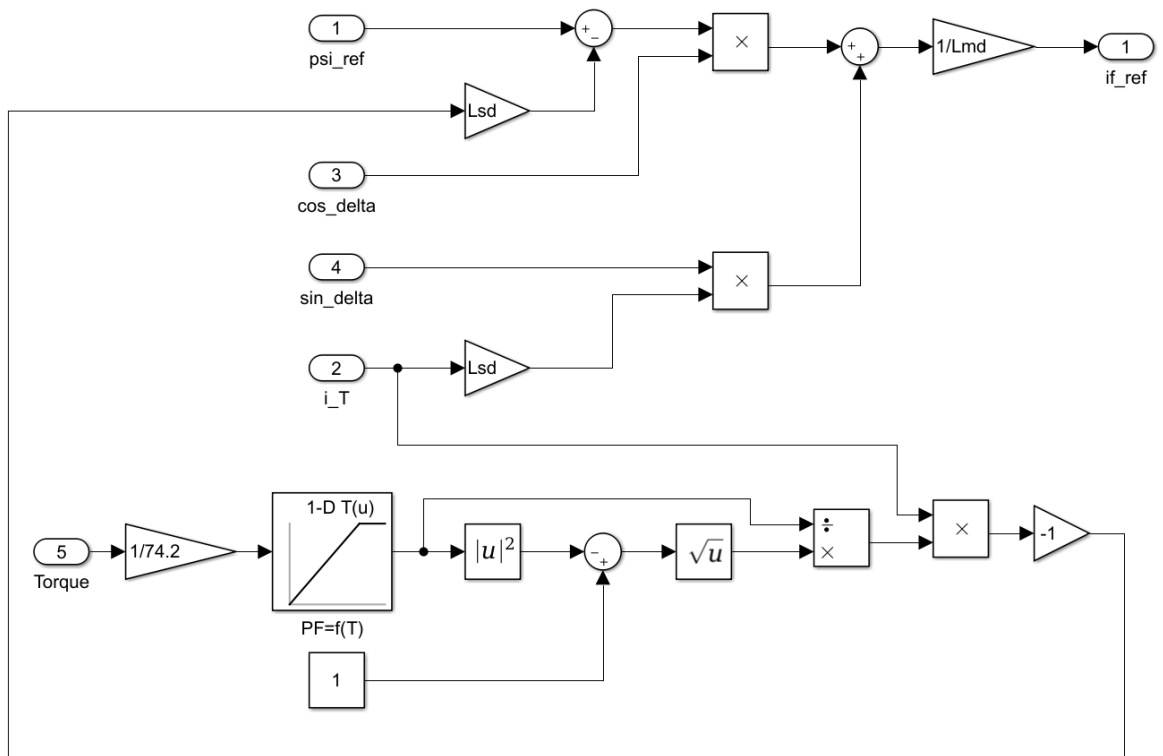 1
psi_ref
+
−
×
+
+
1/Lmd
1
if_ref
Lsd
3
cos_delta
4
sin_delta
×
2
i_T
Lsd
5
Torque
1/74.2
1-D T(u)
PF=f(T)
|u|²
−
+
√u
÷
×
×
-1
1